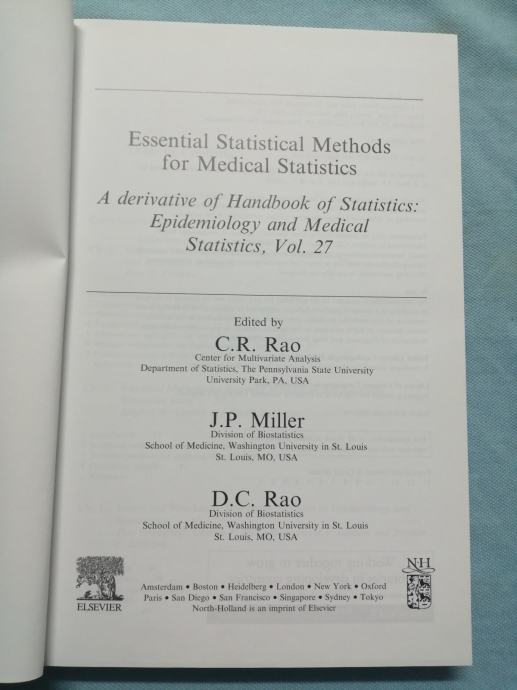 Essential Statistical Methods
for Medical Statistics
A derivative of Handbook of Statistics:
Epidemiology and Medical
Statistics, Vol. 27
Edited by
C.R. Rao
Center for Multivariate Analysis
Department of Statistics, The Pennsylvania State University
University Park, PA, USA
J.P. Miller
Division of Biostatistics
School of Medicine, Washington University in St. Louis
St. Louis, MO, USA
D.C. Rao
Division of Biostatistics
School of Medicine, Washington University in St. Louis
St. Louis, MO, USA
ELSEVIER
Amsterdam • Boston • Heidelberg • London • New York • Oxford
Paris • San Diego • San Francisco • Singapore • Sydney • Tokyo
North-Holland is an imprint of Elsevier
N·H
Working together to grow